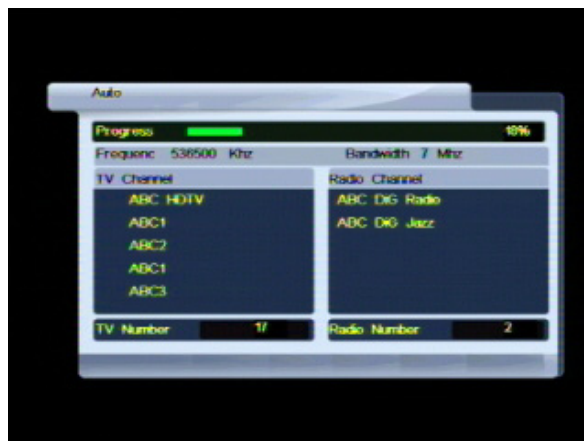 Auto
Progress 18%
Frequenc 536500 Khz Bandwidth 7 Mhz
TV Channel
ABC HDTV
ABC1
ABC2
ABC1
ABC3
Radio Channel
ABC DiG Radio
ABC DiG Jazz
TV Number
Radio Number 2